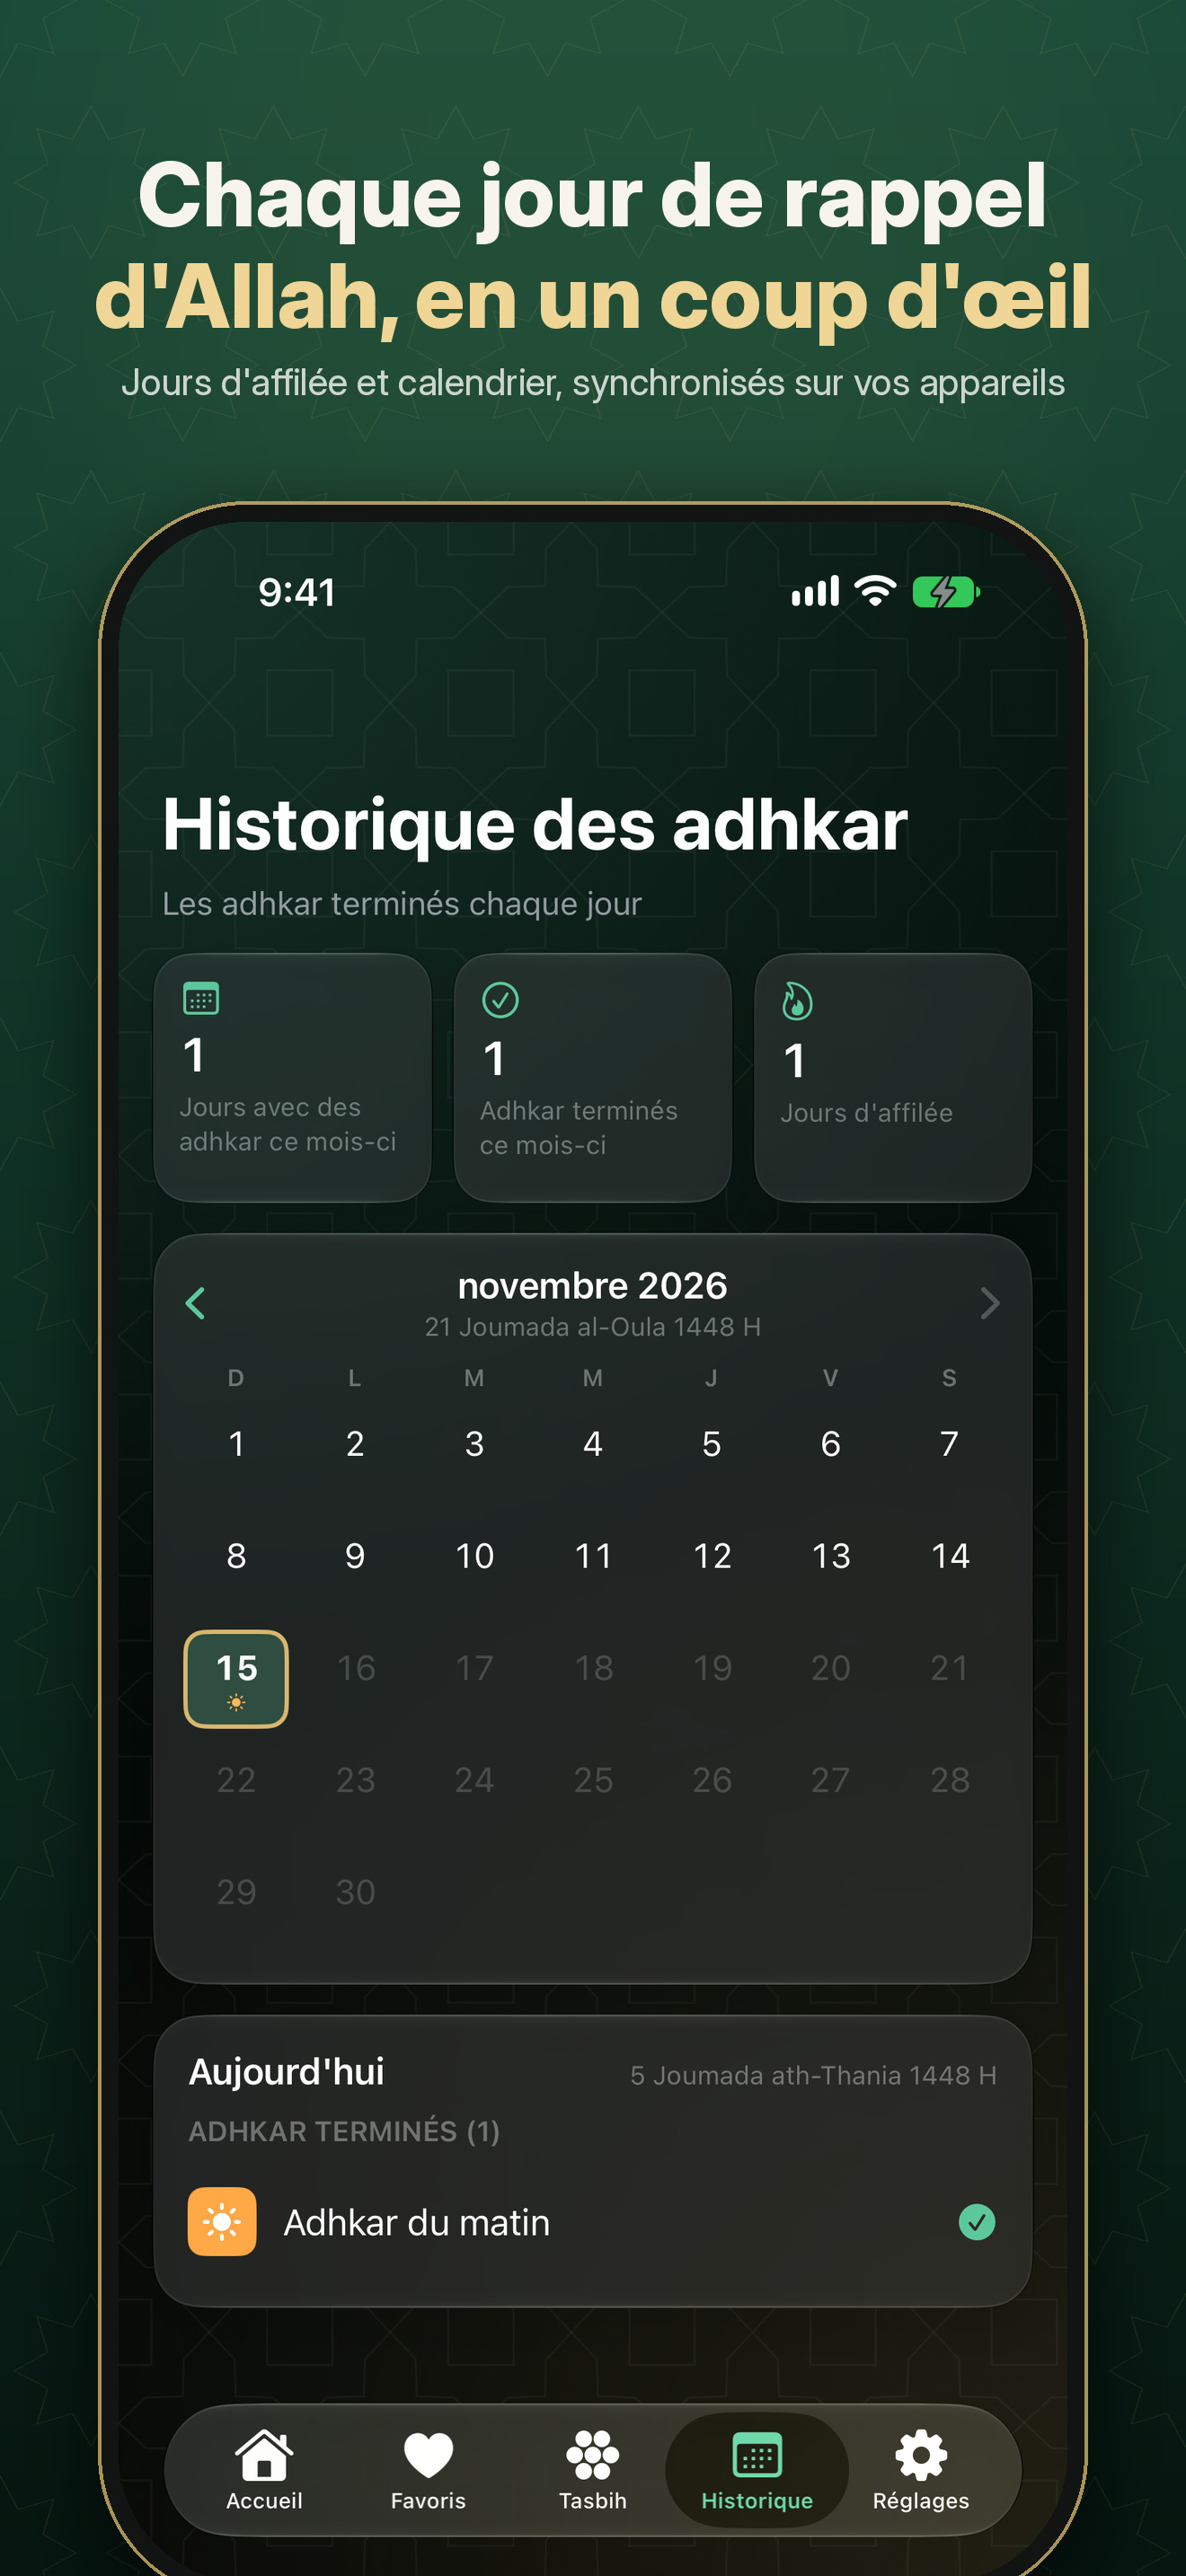 Chaque jour de rappel
d'Allah, en un coup d'œil
Jours d'affilée et calendrier, synchronisés sur vos appareils
9:41
Historique des adhkar
Les adhkar terminés chaque jour
1
Jours avec des
adhkar ce mois-ci
1
Adhkar terminés
ce mois-ci
1
Jours d'affilée
novembre 2026
21 Joumada al-Oula 1448 H
D L M M J V S
1 2 3 4 5 6 7
8 9 10 11 12 13 14
15 16 17 18 19 20 21
22 23 24 25 26 27 28
29 30
Aujourd'hui 5 Joumada ath-Thania 1448 H
ADHKAR TERMINÉS (1)
Adhkar du matin
Accueil Favoris Tasbih Historique Réglages